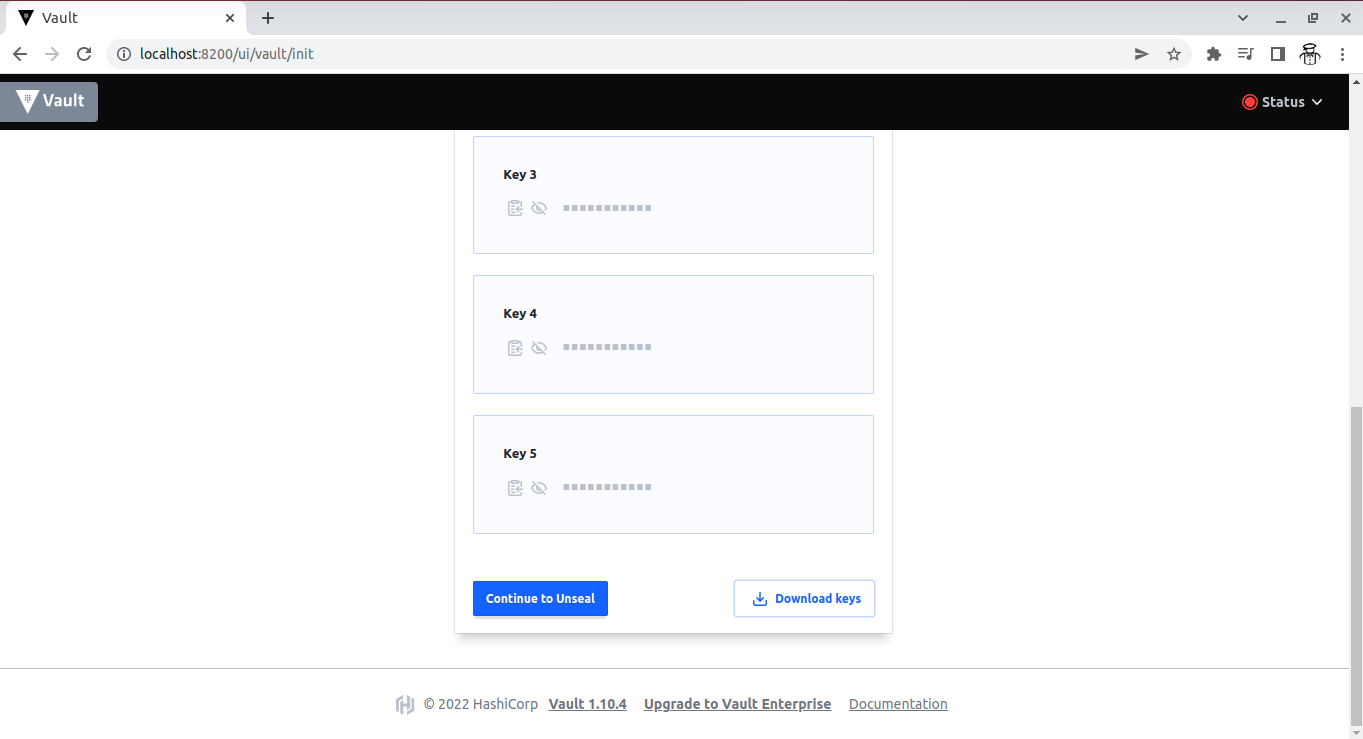 Vault
localhost:8200/ui/vault/init
Vault
Status
Key 3
Key 4
Key 5
Continue to Unseal
Download keys
© 2022 HashiCorp Vault 1.10.4 Upgrade to Vault Enterprise Documentation